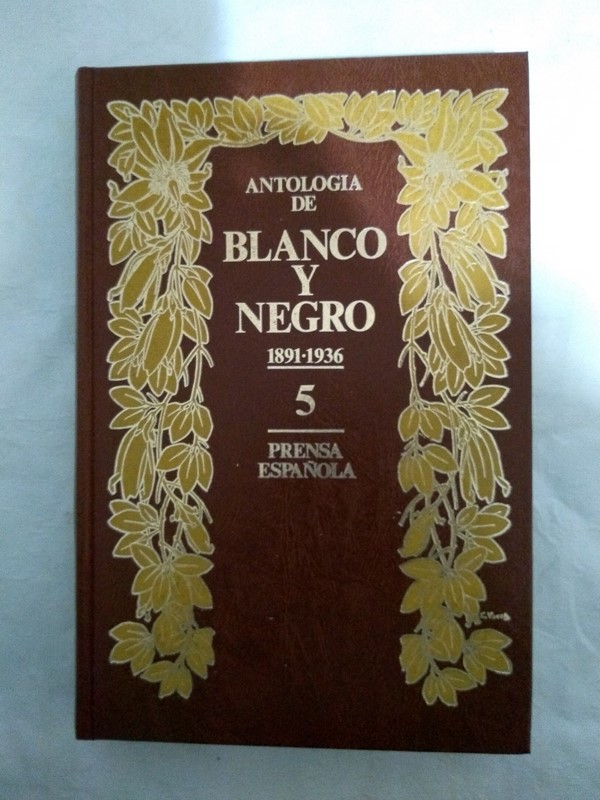 ANTOLOGIA
DE
BLANCO
Y
NEGRO
1891·1936
5
PRENSA
ESPAÑOLA